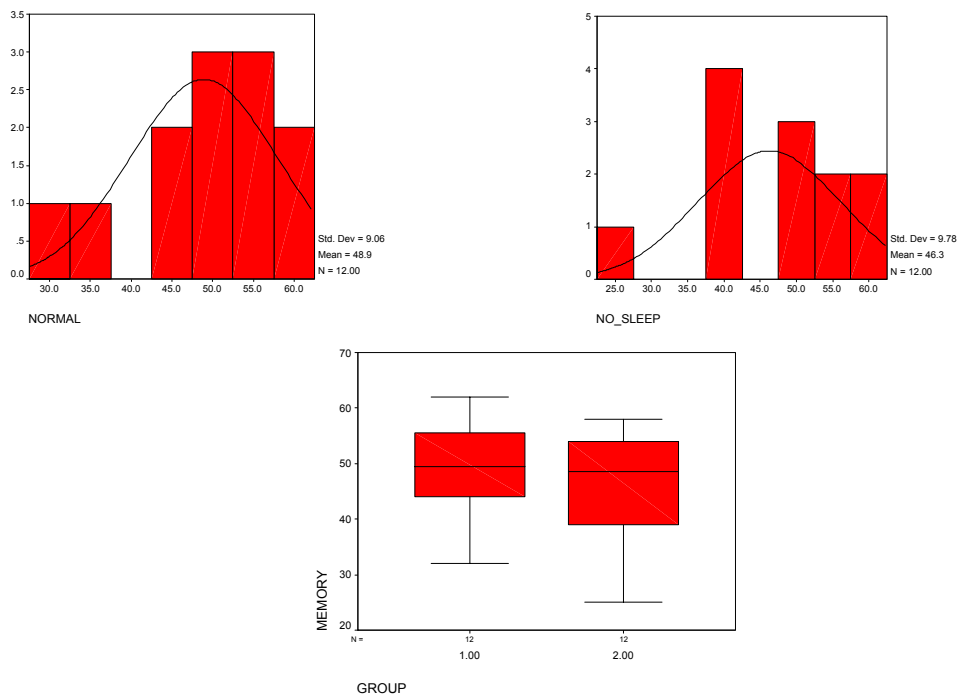 3.5
3.0
2.5
2.0
1.5
1.0
.5
0.0
30.0 35.0 40.0 45.0 50.0 55.0 60.0
Std. Dev = 9.06
Mean = 48.9
N = 12.00
NORMAL
5
4
3
2
1
0
25.0 30.0 35.0 40.0 45.0 50.0 55.0 60.0
Std. Dev = 9.78
Mean = 46.3
N = 12.00
NO_SLEEP
70
60
50
40
30
20
MEMORY
N = 12 12
1.00 2.00
GROUP